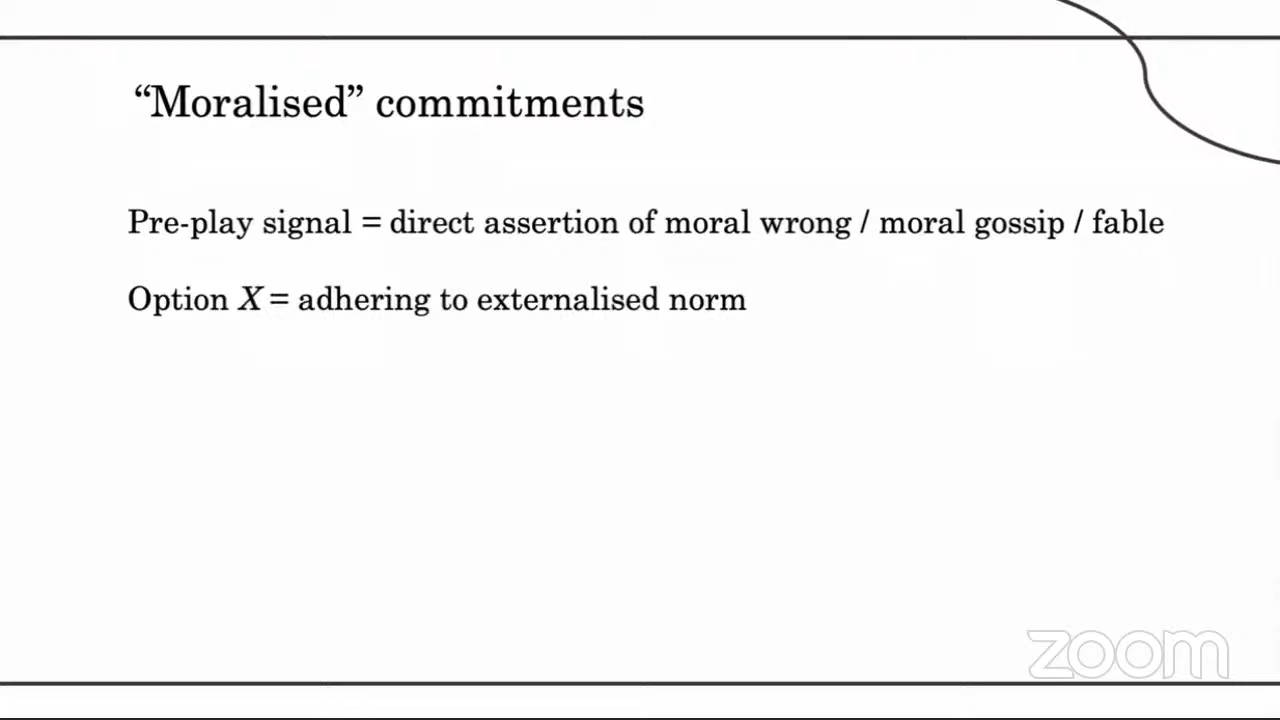 “Moralised” commitments
Pre-play signal = direct assertion of moral wrong / moral gossip / fable
Option X = adhering to externalised norm
zoom